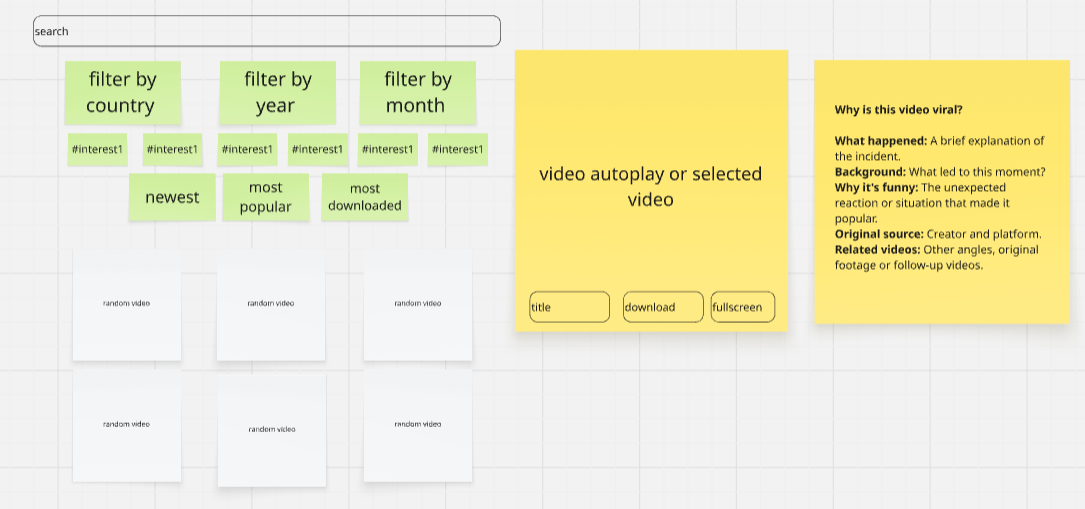 search
filter by
country
filter by
year
filter by
month
#interest1
#interest1
#interest1
#interest1
#interest1
#interest1
newest
most
popular
most
downloaded
random video
random video
random video
random video
random video
random video
video autoplay or selected
video
title
download
fullscreen
Why is this video viral?
What happened: A brief explanation of
the incident.
Background: What led to this moment?
Why it's funny: The unexpected
reaction or situation that made it
popular.
Original source: Creator and platform.
Related videos: Other angles, original
footage or follow-up videos.